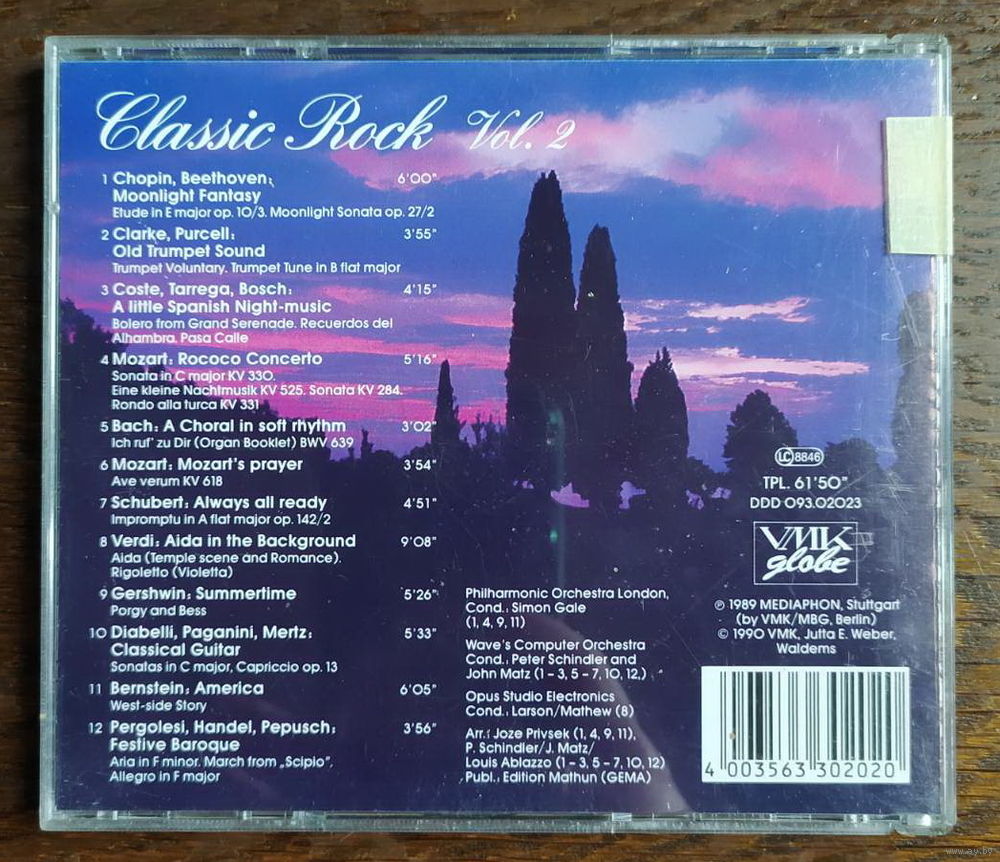 Classic Rock Vol. 2
1 Chopin, Beethoven: 6'00"
Moonlight Fantasy
Etude in E major op. 10/3. Moonlight Sonata op. 27/2
2 Clarke, Purcell: 3'55"
Old Trumpet Sound
Trumpet Voluntary. Trumpet Tune in B flat major
3 Coste, Tarrega, Bosch: 4'15"
A little Spanish Night-music
Bolero from Grand Serenade. Recuerdos del
Alhambra. Pasa Calle
4 Mozart: Rococo Concerto 5'16"
Sonata in C major KV 330.
Eine kleine Nachtmusik KV 525. Sonata KV 284.
Rondo alla turca KV 331
5 Bach: A Choral in soft rhythm 3'02"
Ich ruf' zu Dir (Organ Booklet) BWV 639
6 Mozart: Mozart's prayer 3'54"
Ave verum KV 618
7 Schubert: Always all ready 4'51"
Impromptu in A flat major op. 142/2
8 Verdi: Aida in the Background 9'08"
Aida (Temple scene and Romance).
Rigoletto (Violetta)
9 Gershwin: Summertime 5'26"
Porgy and Bess
10 Diabelli, Paganini, Mertz: 5'33"
Classical Guitar
Sonatas in C major, Capriccio op. 13
11 Bernstein: America 6'05"
West-side Story
12 Pergolesi, Handel, Pepusch: 3'56"
Festive Baroque
Aria in F minor. March from „Scipio".
Allegro in F major
Philharmonic Orchestra London,
Cond.: Simon Gale
(1, 4, 9, 11)
Wave's Computer Orchestra
Cond.: Peter Schindler and
John Matz (1 – 3, 5 – 7, 10, 12,)
Opus Studio Electronics
Cond.: Larson/Mathew (8)
Arr.: Joze Privsek (1, 4, 9, 11),
P. Schindler/J. Matz/
Louis Ablazzo (1 – 3, 5 – 7, 10, 12)
Publ.: Edition Mathun (GEMA)
LC 8846
TPL. 61'50"
DDD 093.02023
VMK
globe
℗ 1989 MEDIAPHON, Stuttgart
(by VMK/MBG, Berlin)
© 1990 VMK, Jutta E. Weber,
Waldems
4 003563 302020
www.ay.by